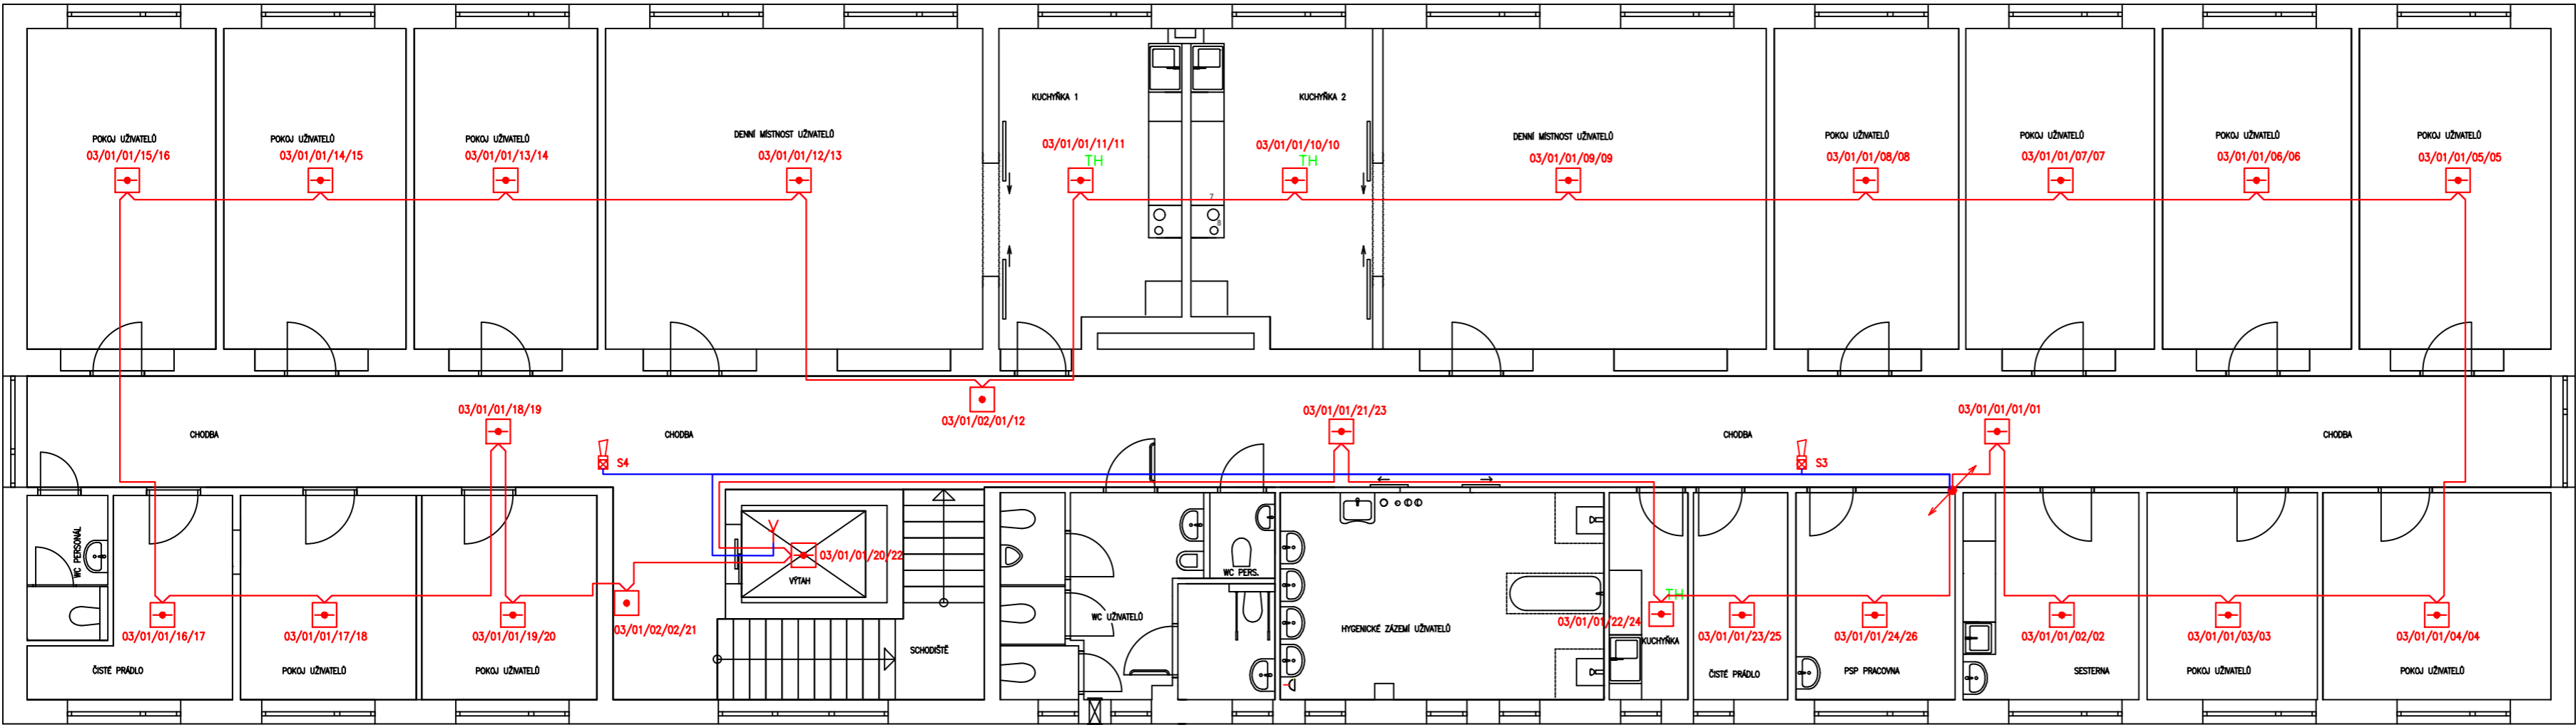 KUCHYŇKA 1
KUCHYŇKA 2
POKOJ UŽIVATELŮ
03/01/01/15/16
POKOJ UŽIVATELŮ
03/01/01/14/15
POKOJ UŽIVATELŮ
03/01/01/13/14
DENNÍ MÍSTNOST UŽIVATELŮ
03/01/01/12/13
03/01/01/11/11
TH
03/01/01/10/10
TH
DENNÍ MÍSTNOST UŽIVATELŮ
03/01/01/09/09
POKOJ UŽIVATELŮ
03/01/01/08/08
POKOJ UŽIVATELŮ
03/01/01/07/07
POKOJ UŽIVATELŮ
03/01/01/06/06
POKOJ UŽIVATELŮ
03/01/01/05/05
7
03/01/01/18/19
03/01/02/01/12
03/01/01/21/23
03/01/01/01/01
CHODBA
CHODBA
CHODBA
CHODBA
S4
S3
WC PERSONÁL
V
03/01/01/20/22
VÝTAH
WC PERS.
TH
03/01/01/16/17
03/01/01/17/18
03/01/01/19/20
03/01/02/02/21
WC UŽIVATELŮ
HYGENICKÉ ZÁZEMÍ UŽIVATELŮ
03/01/01/22/24
KUCHYŇKA
03/01/01/23/25
03/01/01/24/26
03/01/01/02/02
03/01/01/03/03
03/01/01/04/04
SCHODIŠTĚ
ČISTÉ PRÁDLO
POKOJ UŽIVATELŮ
POKOJ UŽIVATELŮ
ČISTÉ PRÁDLO
PSP PRACOVNA
SESTERNA
POKOJ UŽIVATELŮ
POKOJ UŽIVATELŮ